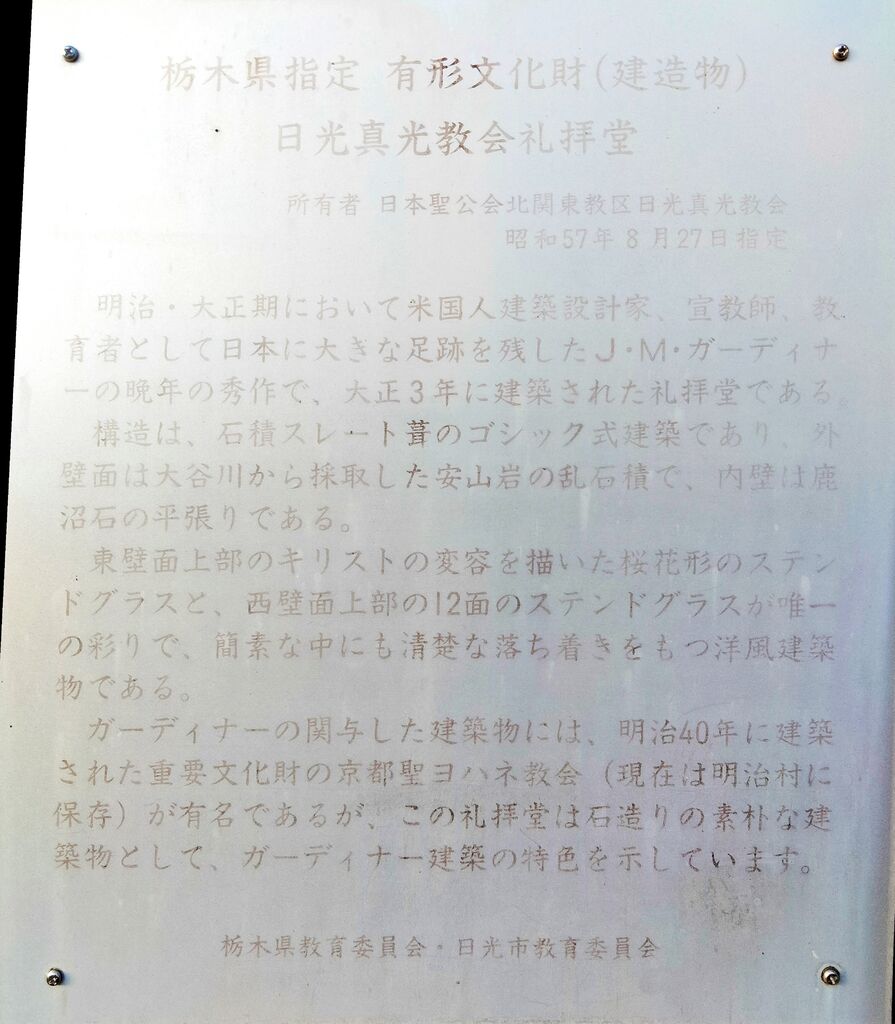 栃木県指定 有形文化財(建造物)
日光真光教会礼拝堂
所有者 日本聖公会北関東教区日光真光教会
昭和57年8月27日指定
明治・大正期において米国人建築設計家、宣教師、教
育者として日本に大きな足跡を残したJ・M・ガーディナ
ーの晩年の秀作で、大正3年に建築された礼拝堂である。
構造は、石積スレート葺のゴシック式建築であり、外
壁面は大谷川から採取した安山岩の乱石積で、内壁は鹿
沼石の平張りである。
東壁面上部のキリストの変容を描いた桜花形のステン
ドグラスと、西壁面上部の12面のステンドグラスが唯一
の彩りで、簡素な中にも清楚な落ち着きをもつ洋風建築
物である。
ガーディナーの関与した建築物には、明治40年に建築
された重要文化財の京都聖ヨハネ教会(現在は明治村に
保存)が有名であるが、この礼拝堂は石造りの素朴な建
築物として、ガーディナー建築の特色を示しています。
栃木県教育委員会・日光市教育委員会